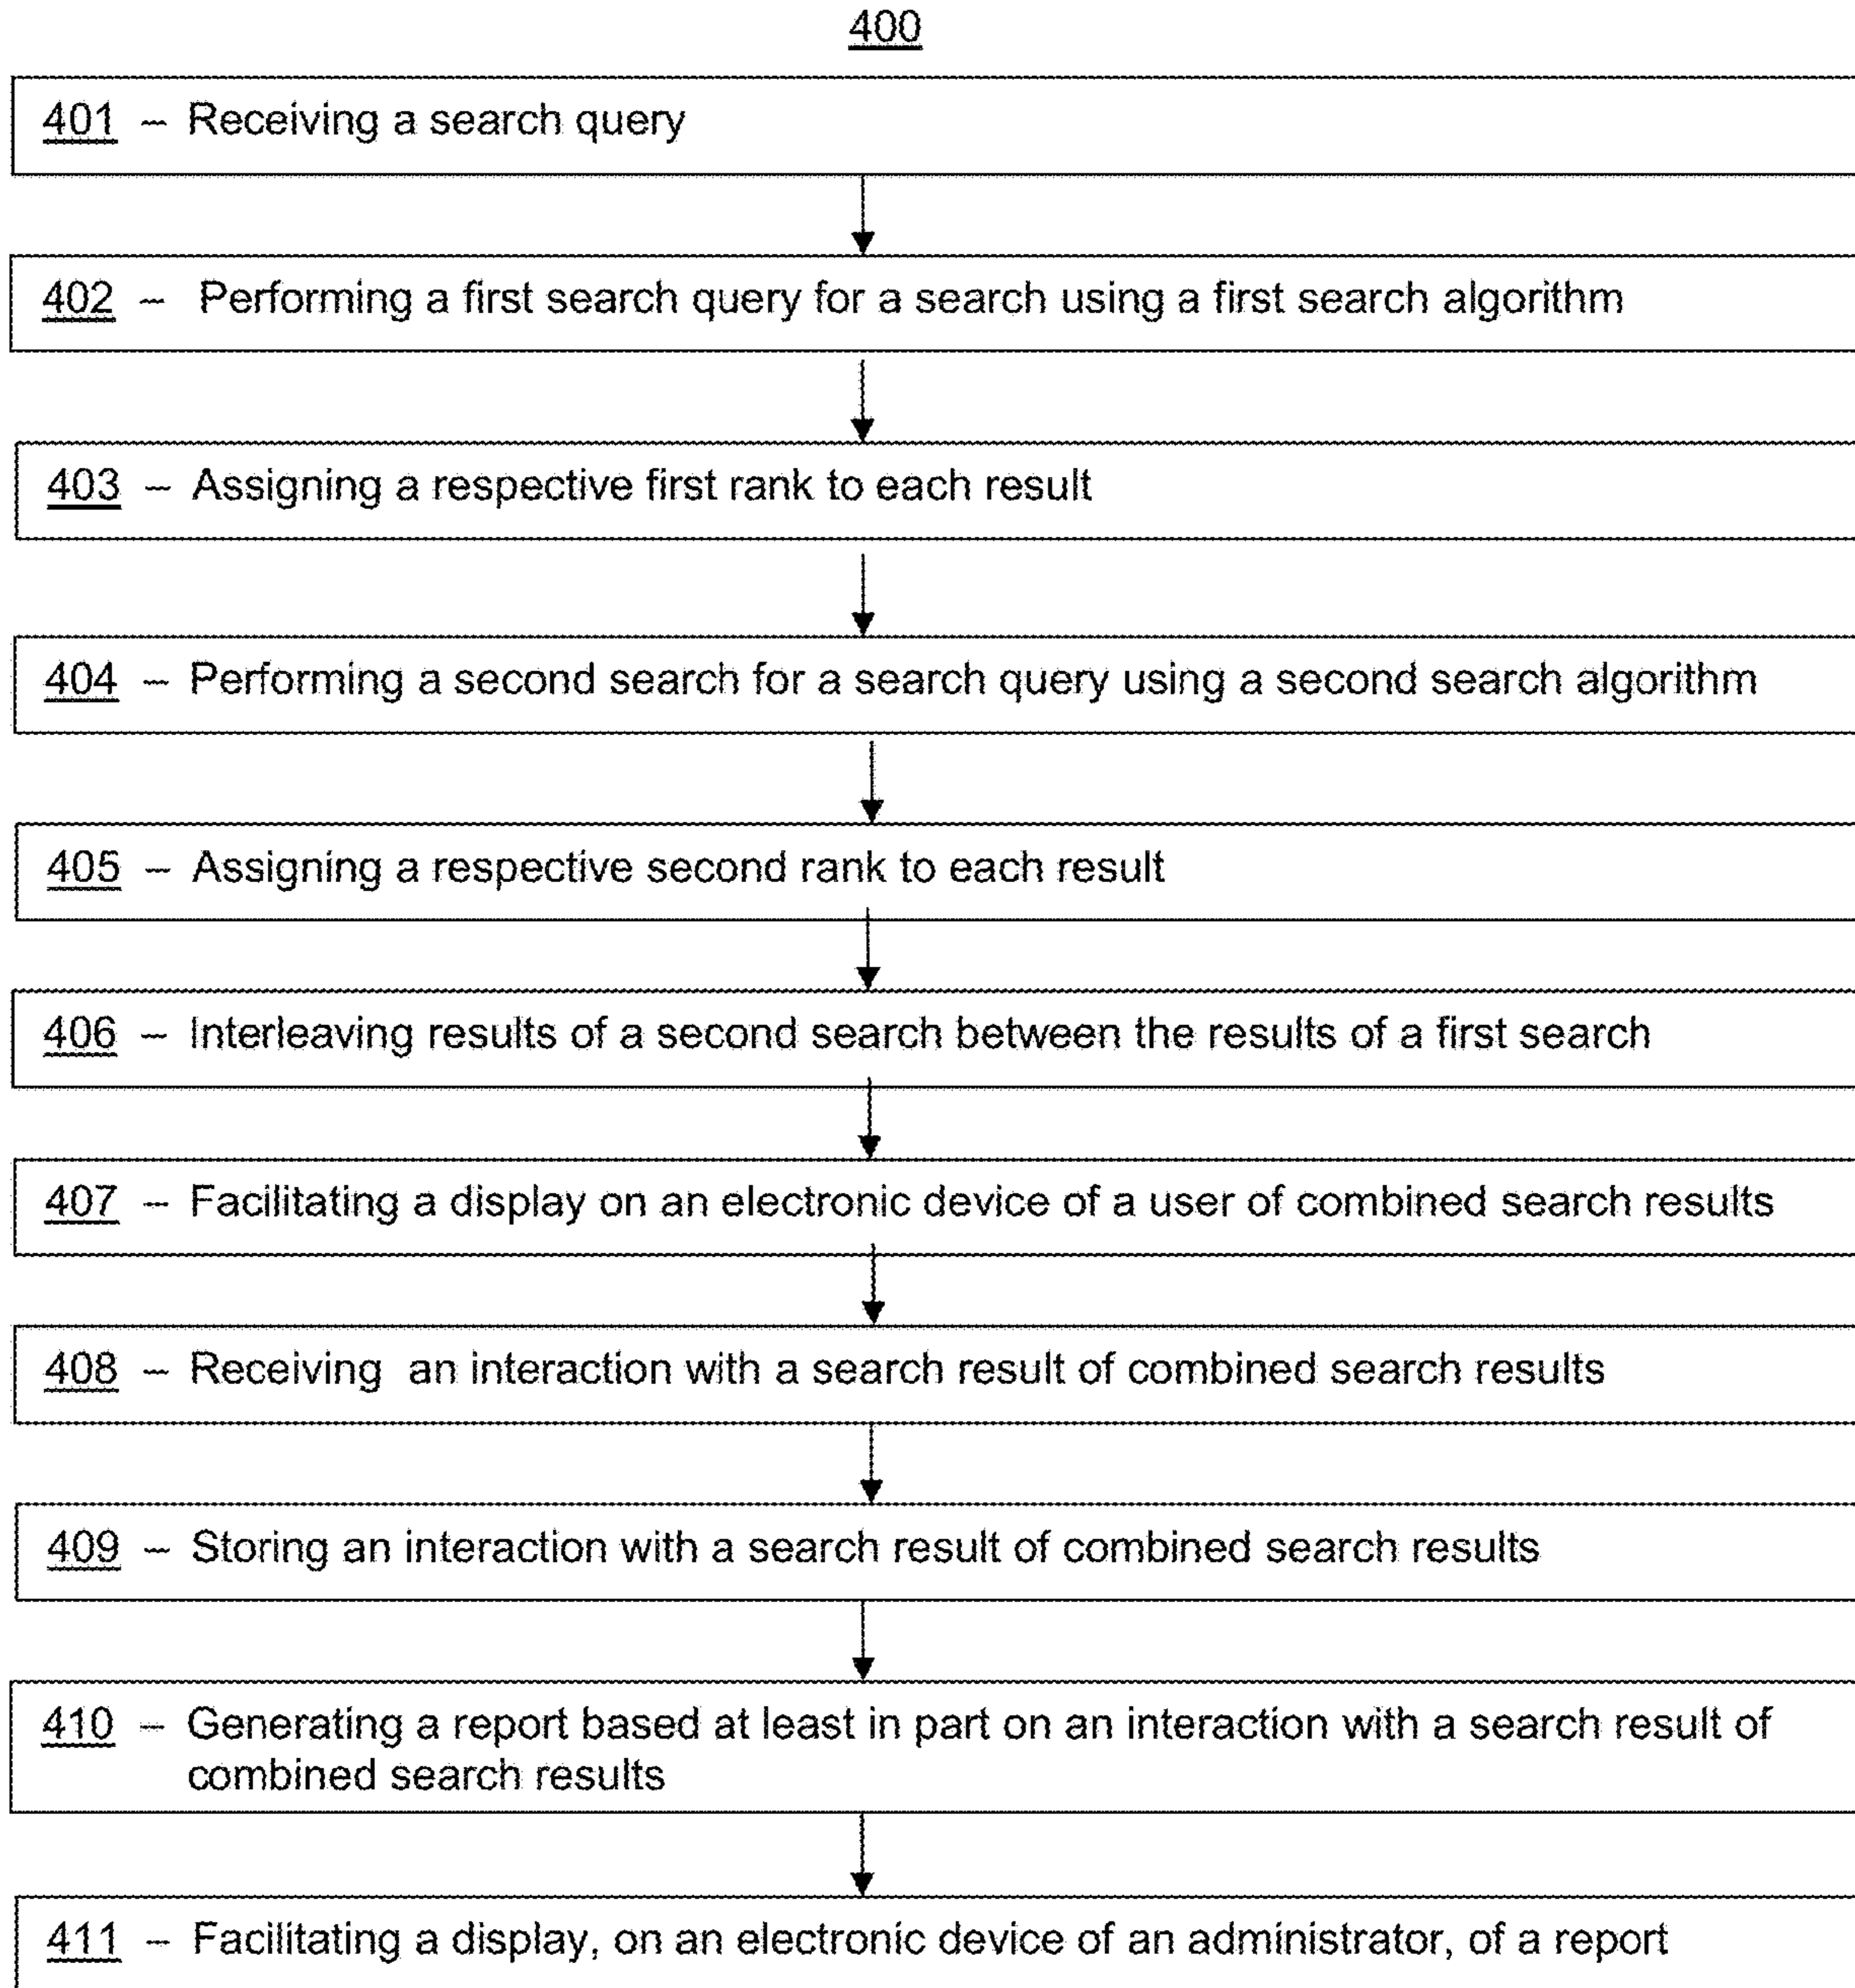 400
401 – Receiving a search query
402 – Performing a first search query for a search using a first search algorithm
403 – Assigning a respective first rank to each result
404 – Performing a second search for a search query using a second search algorithm
405 – Assigning a respective second rank to each result
406 – Interleaving results of a second search between the results of a first search
407 – Facilitating a display on an electronic device of a user of combined search results
408 – Receiving an interaction with a search result of combined search results
409 – Storing an interaction with a search result of combined search results
410 – Generating a report based at least in part on an interaction with a search result of
combined search results
411 – Facilitating a display, on an electronic device of an administrator, of a report